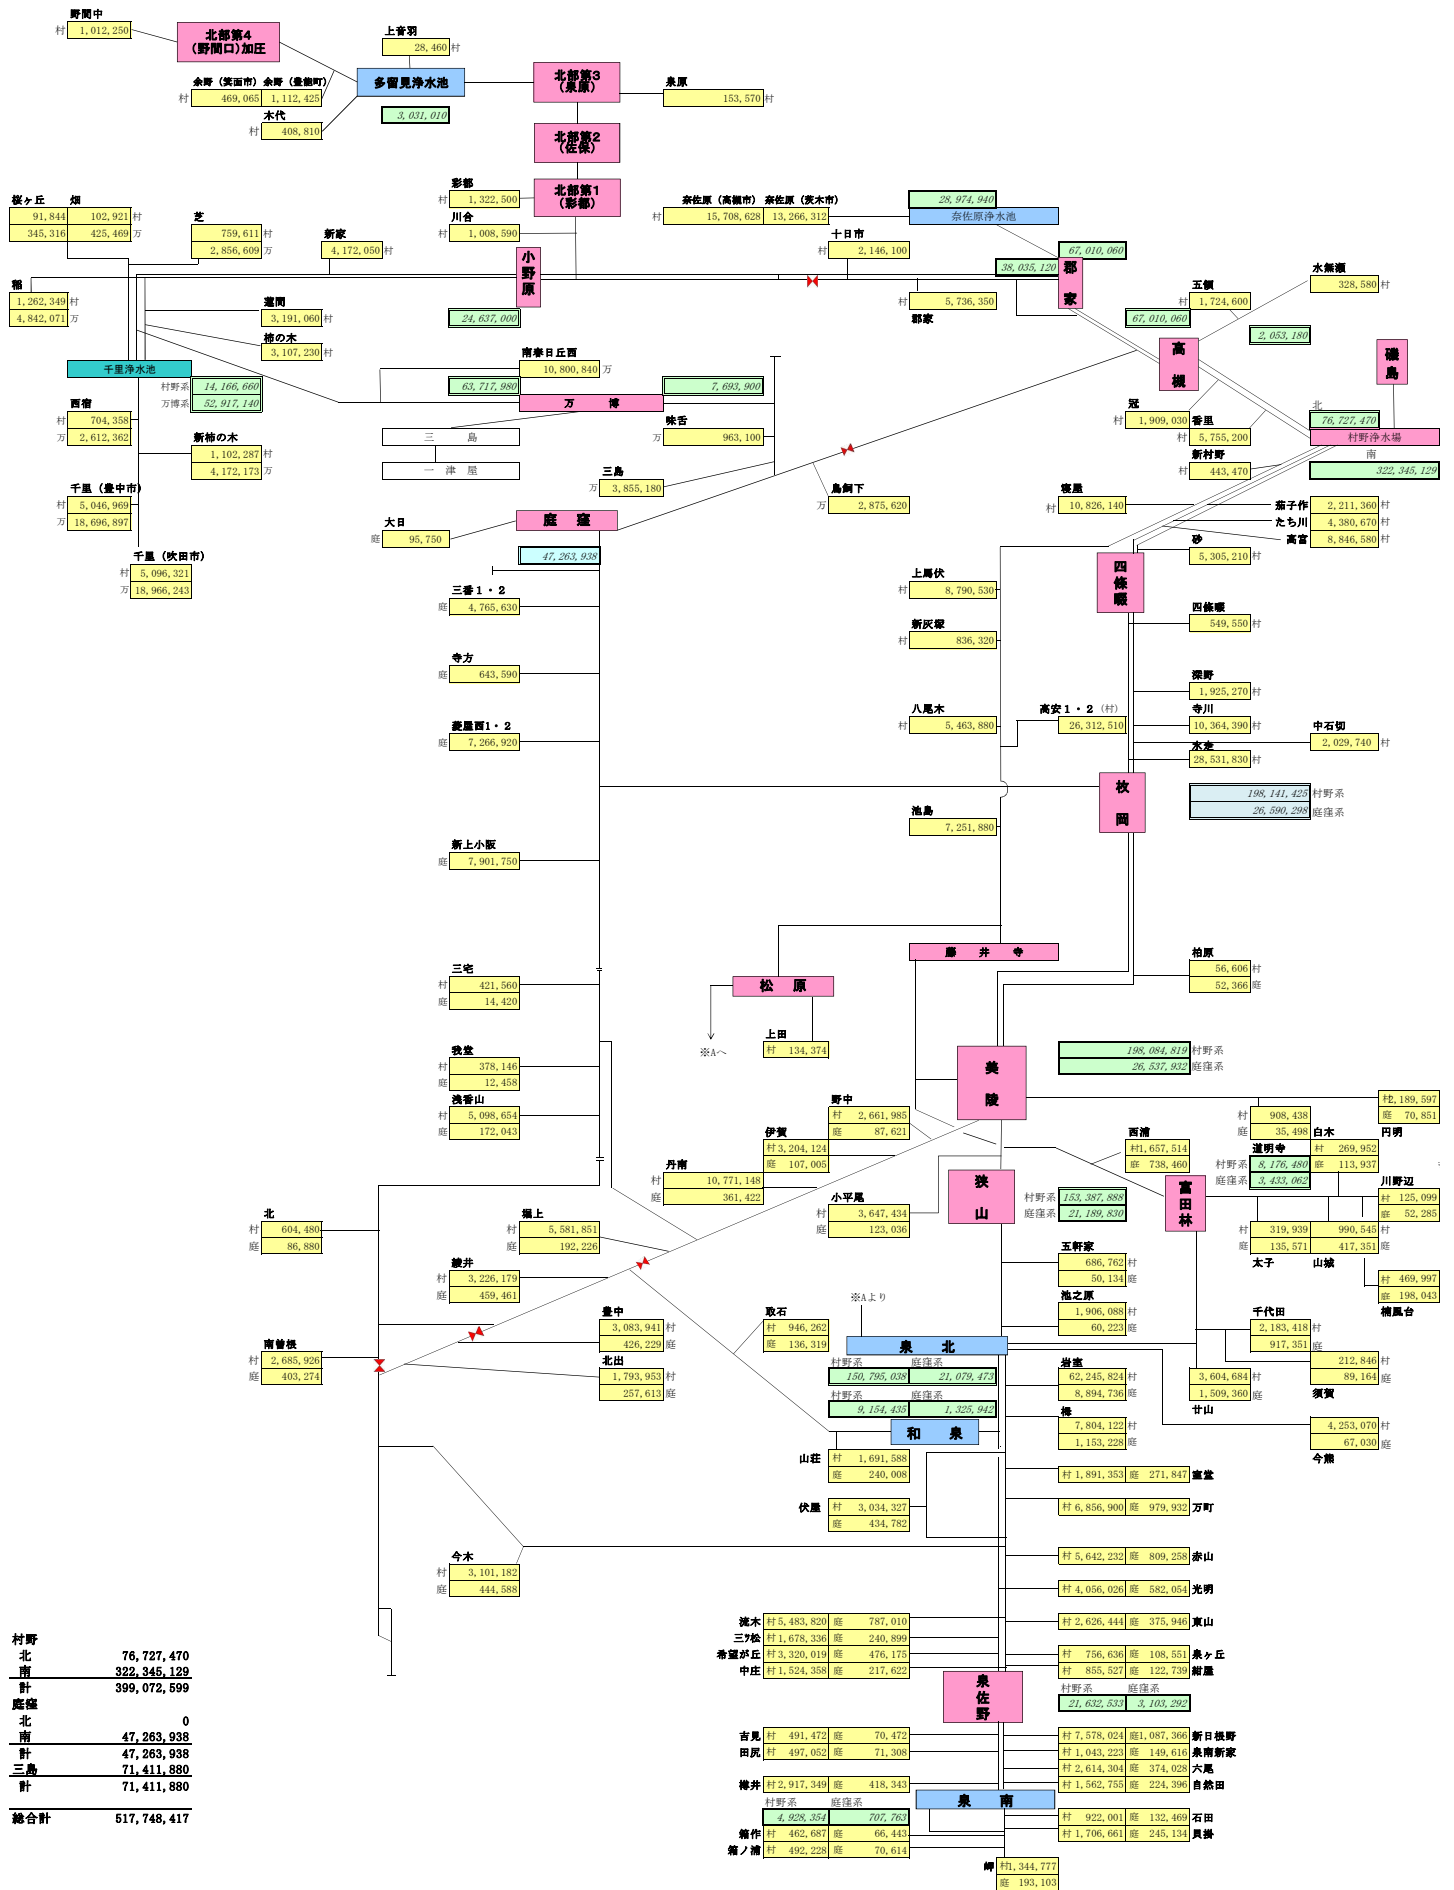 野間中
村 1,012,250
北部第4
(野間口)加圧
上音羽
28,460 村
余野(箕面市) 余野(豊能町)
村 469,065 1,112,425
多留見浄水池
3,031,010
木代
村 408,810
北部第3
(泉原)
泉原
153,570 村
北部第2
(佐保)
北部第1
(彩都)
彩都
村 1,322,500
川合
村 1,008,590
奈佐原(高槻市) 奈佐原(茨木市)
村 15,708,628 13,266,312
28,974,940
奈佐原浄水池
桜ヶ丘 畑
91,844 102,921 村
345,316 425,469 万
芝
759,611 村
2,856,609 万
新家
4,172,050 村
小野原
24,637,000
十日市
2,146,100 村
67,010,060
38,035,120
郡家
村 5,736,350
郡家
稲
1,262,349 村
4,842,071 万
蓮間
3,191,060 村
柿の木
3,107,230 村
五領
村 1,724,600
水無瀬
328,580 村
67,010,060
2,053,180
高槻
磯島
千里浄水池
村野系 14,166,660
万博系 52,917,140
南春日丘西
10,800,840 万
63,717,980
7,693,900
万 博
三 島
一 津 屋
味舌
万 963,100
三島
万 3,855,180
鳥飼下
万 2,875,620
冠
村 1,909,030
香里
村 5,755,200
北
76,727,470
村野浄水場
南
322,345,129
新村野
村 443,470
西宿
村 704,358
万 2,612,362
新柿の木
1,102,287 村
4,172,173 万
千里(豊中市)
村 5,046,969
万 18,696,897
千里(吹田市)
村 5,096,321
万 18,966,243
大日
庭 95,750
庭 窪
47,263,938
寝屋
村 10,826,140
茄子作 2,211,360 村
たち川 4,380,670 村
高宮 8,846,580 村
砂
5,305,210 村
四條畷
三番1・2
庭 4,765,630
上馬伏
村 8,790,530
四條畷
549,550 村
新灰塚
村 836,320
寺方
庭 643,590
深野
1,925,270 村
菱屋西1・2
庭 7,266,920
八尾木
村 5,463,880
高安1・2 (村)
26,312,510
寺川
10,364,390 村
中石切
2,029,740 村
水走
28,531,830 村
枚岡
198,141,425 村野系
26,590,298 庭窪系
池島
7,251,880
新上小阪
庭 7,901,750
藤 井 寺
松 原
上田
村 134,374
※Aへ
柏原
56,606 村
52,366 庭
三宅
村 421,560
庭 14,420
我堂
村 378,146
庭 12,458
浅香山
村 5,098,654
庭 172,043
美陵
198,084,819 村野系
26,537,932 庭窪系
野中
村 2,661,985
庭 87,621
伊賀
村 3,204,124
庭 107,005
丹南
村 10,771,148
庭 361,422
小平尾
村 3,647,434
庭 123,036
西浦
村 1,657,514
庭 738,460
村 908,438
庭 35,498
道明寺
村 2,189,597
庭 70,851
円明
白木
村 269,952
庭 113,937
村野系 8,176,480
庭窪系 3,433,062
川野辺
村 125,099
庭 52,285
狭山
村野系 153,387,888
庭窪系 21,189,830
富田林
村 319,939 990,545 村
庭 135,571 417,351 庭
太子 山城
村 469,997
庭 198,043
楠風台
北
村 604,480
庭 86,880
堀上
村 5,581,851
庭 192,226
綾井
村 3,226,179
庭 459,461
豊中
3,083,941 村
426,229 庭
北出
1,793,953 村
257,613 庭
南曽根
村 2,685,926
庭 403,274
取石
村 946,262
庭 136,319
五軒家
686,762 村
50,134 庭
池之原
1,906,088 村
60,223 庭
※Aより
泉 北
村野系 庭窪系
150,795,038 21,079,473
村野系 庭窪系
9,154,435 1,325,942
和 泉
千代田
2,183,418 村
917,351 庭
212,846 村
89,164 庭
須賀
岩室
62,245,824 村
8,894,736 庭
3,604,684 村
1,509,360 庭
廿山
栂
7,804,122 村
1,153,228 庭
4,253,070 村
67,030 庭
今熊
山荘 村 1,691,588
庭 240,008
村 1,891,353 庭 271,847 室堂
伏屋 村 3,034,327
庭 434,782
村 6,856,900 庭 979,932 万町
今木
村 3,101,182
庭 444,588
村 5,642,232 庭 809,258 赤山
村 4,056,026 庭 582,054 光明
流木 村 5,483,820 庭 787,010
村 2,626,444 庭 375,946 東山
三ツ松 村 1,678,336 庭 240,899
希望が丘 村 3,320,019 庭 476,175
村 756,636 庭 108,551 泉ヶ丘
中庄 村 1,524,358 庭 217,622
村 855,527 庭 122,739 紺屋
泉佐野
村野系 庭窪系
21,632,533 3,103,292
吉見 村 491,472 庭 70,472
村 7,578,024 庭 1,087,366 新日根野
田尻 村 497,052 庭 71,308
村 1,043,223 庭 149,616 泉南新家
村 2,614,304 庭 374,028 六尾
樽井 村 2,917,349 庭 418,343
村 1,562,755 庭 224,396 自然田
泉 南
村野系 庭窪系
4,928,354 707,763
村 922,001 庭 132,469 石田
箱作 村 462,687 庭 66,443
村 1,706,661 庭 245,134 貝掛
箱ノ浦 村 492,228 庭 70,614
岬 村 1,344,777
庭 193,103
村野
北 76,727,470
南 322,345,129
計 399,072,599
庭窪
北 0
南 47,263,938
計 47,263,938
三島 71,411,880
計 71,411,880
総合計 517,748,417